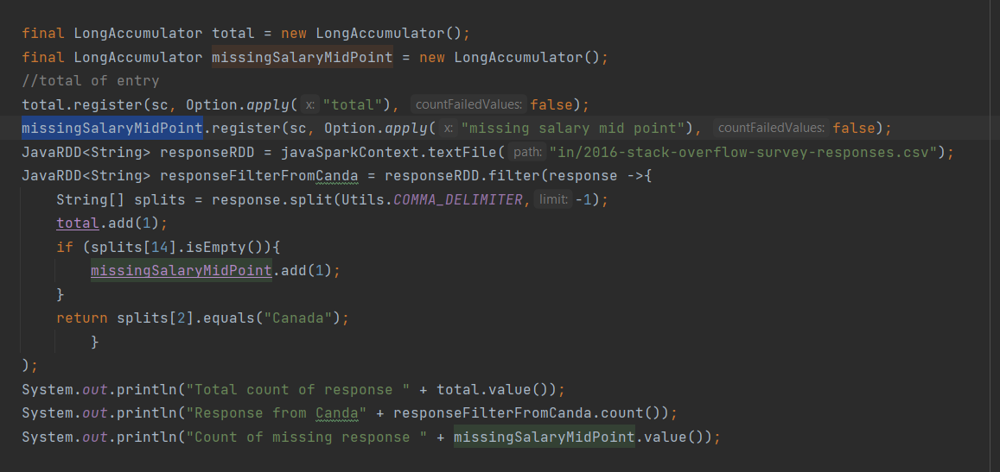 final LongAccumulator total = new LongAccumulator();
final LongAccumulator missingSalaryMidPoint = new LongAccumulator();
//total of entry
total.register(sc, Option.apply( x: "total"), countFailedValues: false);
missingSalaryMidPoint.register(sc, Option.apply( x: "missing salary mid point"), countFailedValues: false);
JavaRDD<String> responseRDD = javaSparkContext.textFile( path: "in/2016-stack-overflow-survey-responses.csv");
JavaRDD<String> responseFilterFromCanda = responseRDD.filter(response ->{
String[] splits = response.split(Utils.COMMA_DELIMITER, limit: -1);
total.add(1);
if (splits[14].isEmpty()){
missingSalaryMidPoint.add(1);
}
return splits[2].equals("Canada");
}
);
System.out.println("Total count of response " + total.value());
System.out.println("Response from Canda" + responseFilterFromCanda.count());
System.out.println("Count of missing response " + missingSalaryMidPoint.value());